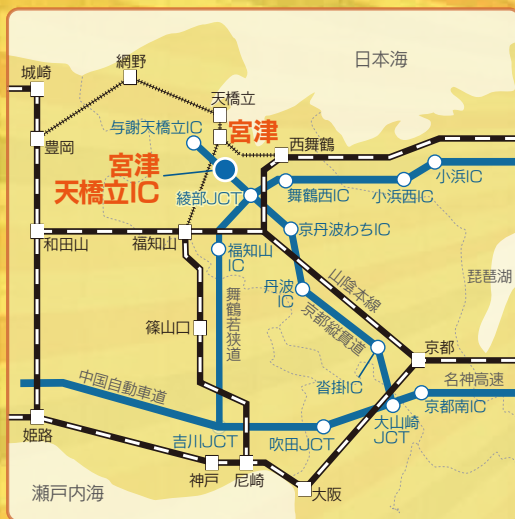 日本海
網野
城崎
天橋立
与謝天橋立IC
宮津
西舞鶴
豊岡
宮津
天橋立IC
小浜IC
綾部JCT
舞鶴西IC
小浜西IC
和田山
福知山
京丹波わちIC
福知山
IC
琵琶湖
丹波
IC
山陰本線
舞鶴若狭道
京都縦貫道
篠山口
京都
中国自動車道
沓掛IC
名神高速
京都南IC
大山崎
JCT
姫路
吉川JCT
吹田JCT
神戸
尼崎
大阪
瀬戸内海